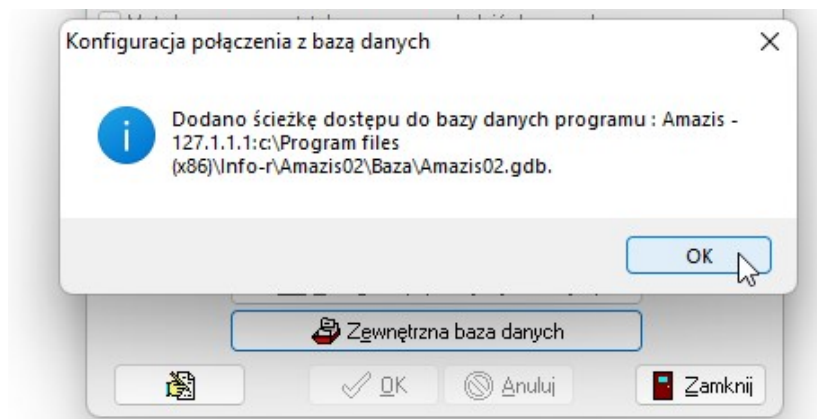 Konfiguracja połączenia z bazą danych
Dodano ścieżkę dostępu do bazy danych programu : Amazis -
127.1.1.1:c:\Program files
(x86)\Info-r\Amazis02\Baza\Amazis02.gdb.
OK
Zewnętrzna baza danych
OK
Anuluj
Zamknij